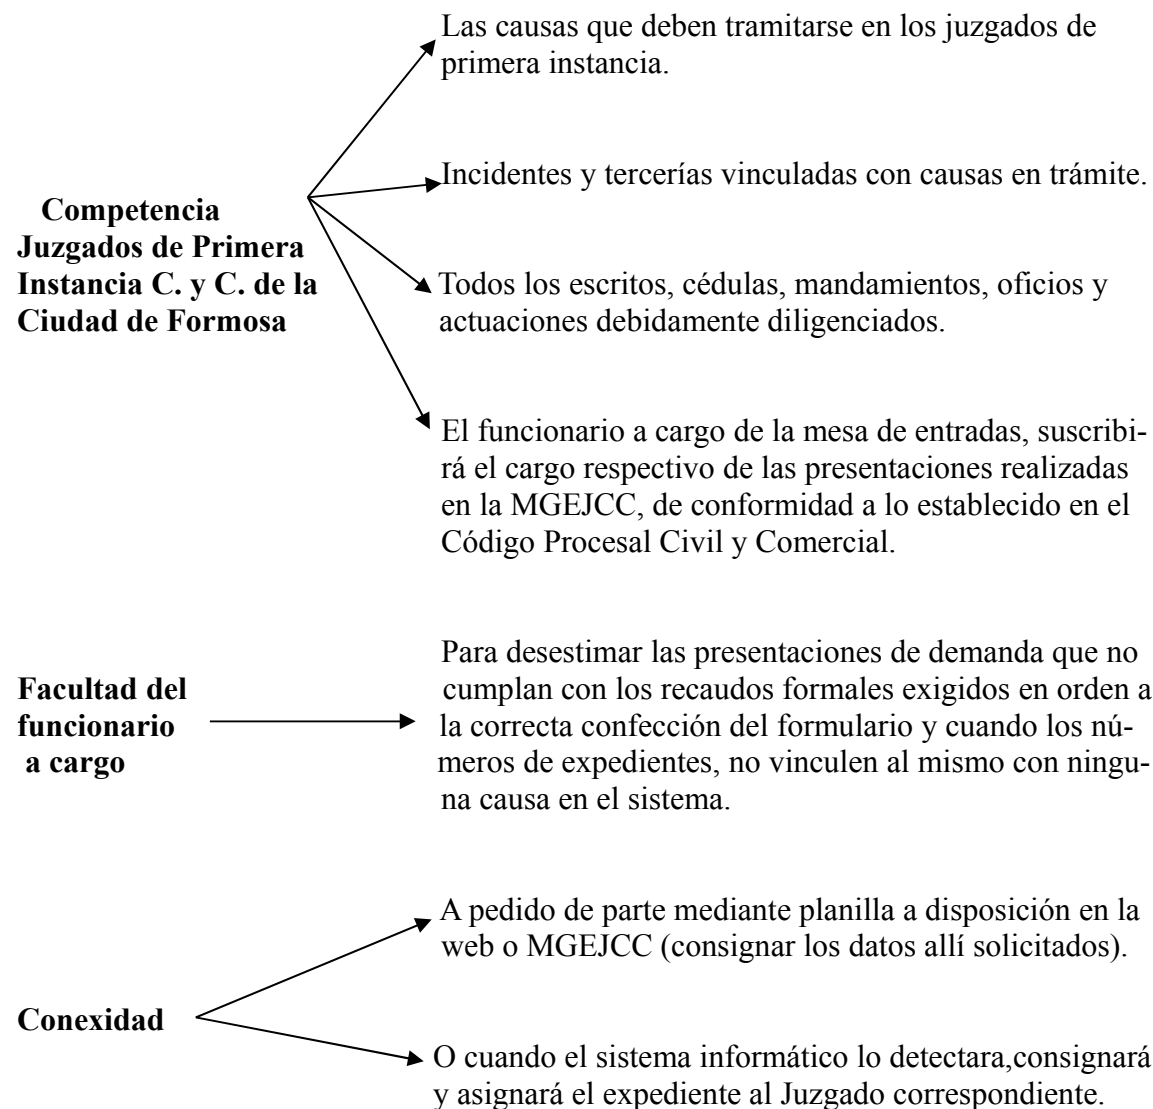 Las causas que deben tramitarse en los juzgados de
primera instancia.
Incidentes y tercerías vinculadas con causas en trámite.
Competencia
Juzgados de Primera
Instancia C. y C. de la
Ciudad de Formosa
Todos los escritos, cédulas, mandamientos, oficios y
actuaciones debidamente diligenciados.
El funcionario a cargo de la mesa de entradas, suscribi-
rá el cargo respectivo de las presentaciones realizadas
en la MGEJCC, de conformidad a lo establecido en el
Código Procesal Civil y Comercial.
Facultad del
funcionario
a cargo
Para desestimar las presentaciones de demanda que no
cumplan con los recaudos formales exigidos en orden a
la correcta confección del formulario y cuando los nú-
meros de expedientes, no vinculen al mismo con ningu-
na causa en el sistema.
Conexidad
A pedido de parte mediante planilla a disposición en la
web o MGEJCC (consignar los datos allí solicitados).
O cuando el sistema informático lo detectara,consignará
y asignará el expediente al Juzgado correspondiente.